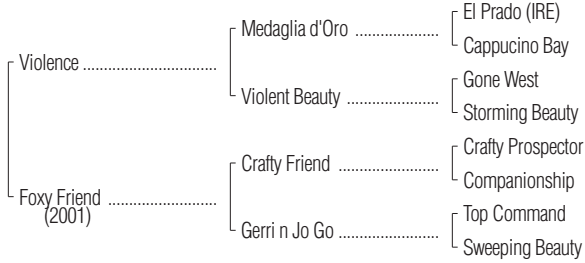 El Prado (IRE)
Medaglia d'Oro ....................
Cappucino Bay
Violence ................................
Gone West
Violent Beauty ......................
Storming Beauty
Crafty Prospector
Crafty Friend ........................
Companionship
Foxy Friend ..........................
(2001)
Top Command
Gerri n Jo Go ........................
Sweeping Beauty